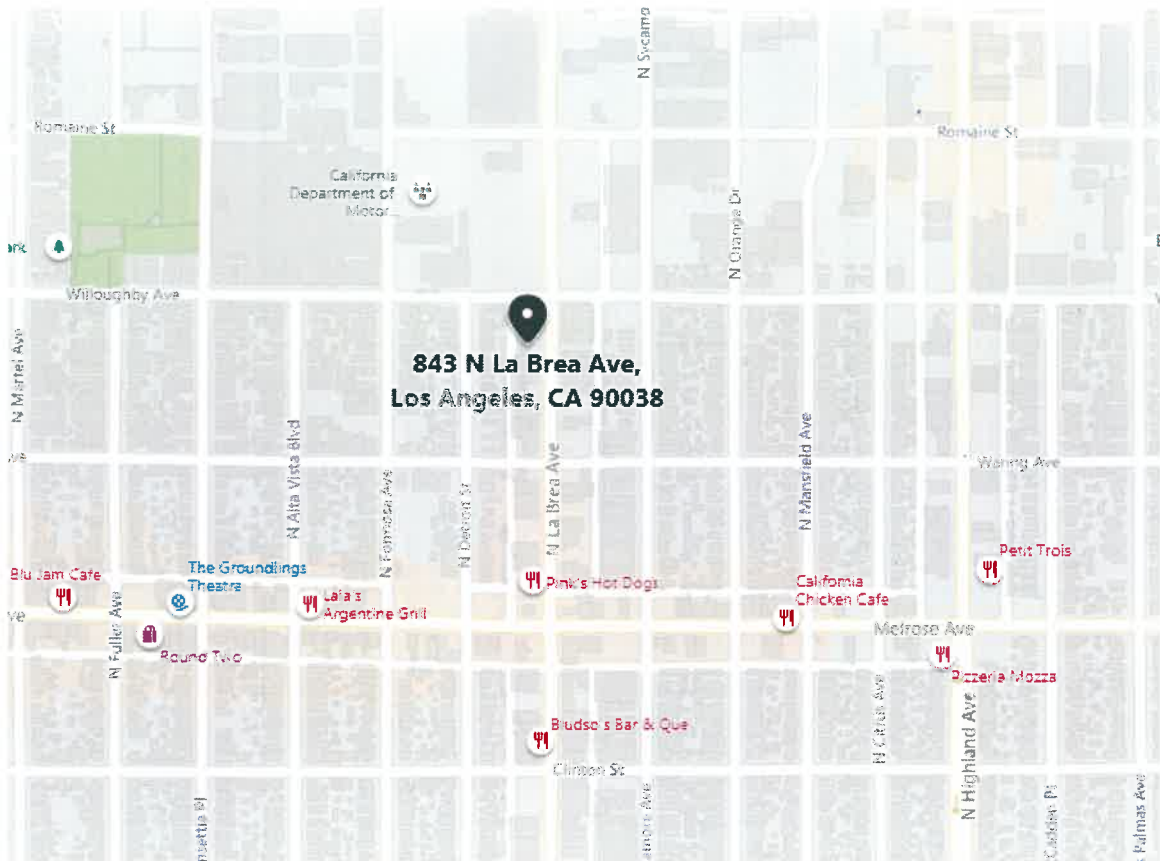 N Sycamo
Romaine St
Romaine St
California
Department of
Motor...
N Orange Dr
ark
Willoughby Ave
843 N La Brea Ave,
Los Angeles, CA 90038
N Martel Ave
N Alta Vista Blvd
N Formosa Ave
N Detroit St
N La Brea Ave
N Mansfield Ave
ve
Waring Ave
Blu Jam Cafe
The Groundlings
Theatre
Lala's
Argentine Grill
Pink's Hot Dogs
California
Chicken Cafe
Petit Trois
ve
N Fuller Ave
Round Two
Melrose Ave
Pizzeria Mozza
N Citrus Ave
N Highland Ave
Bludso's Bar & Que
Clinton St
Palmas Ave